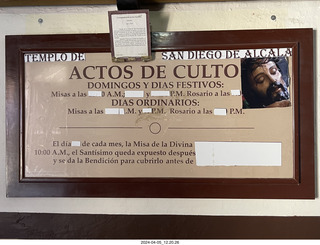 TEMPLO DE SAN DIEGO DE ALCALA
ACTOS DE CULTO
DOMINGOS Y DIAS FESTIVOS:
Misas a las A.M. y P.M. Rosario a las
DIAS ORDINARIOS:
Misas a las .M. y P.M. Rosario a las P.M.
El día de cada mes, la Misa de la Divina
10:00 A.M., el Santísimo queda expuesto después
y se da la Bendición para cubrirlo antes de
2024-04-05_12.20.26